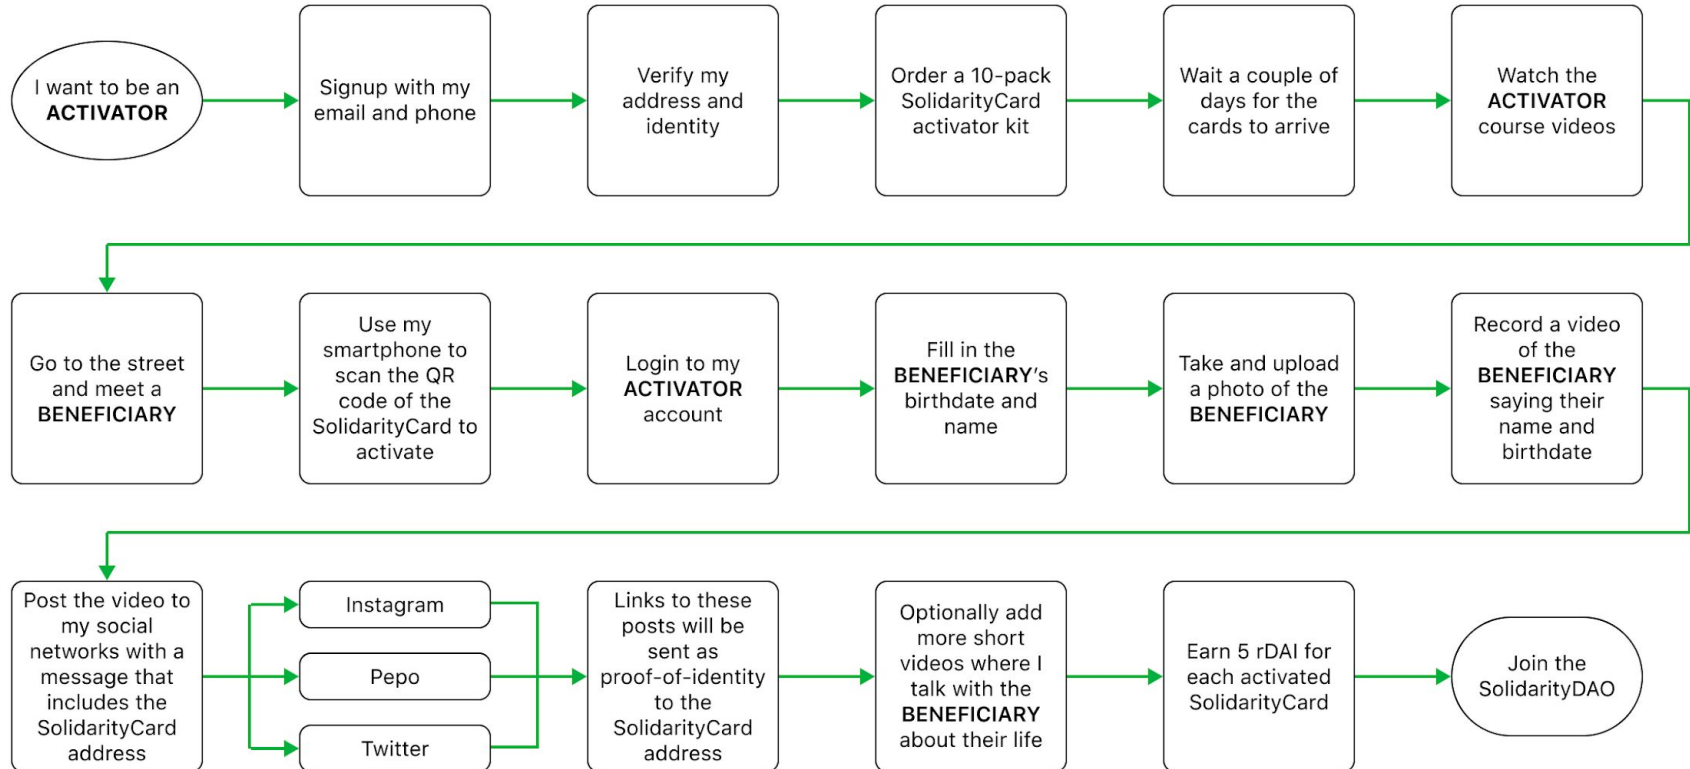 I want to be an
ACTIVATOR
Signup with my
email and phone
Verify my
address and
identity
Order a 10-pack
SolidarityCard
activator kit
Wait a couple of
days for the
cards to arrive
Watch the
ACTIVATOR
course videos
Go to the street
and meet a
BENEFICIARY
Use my
smartphone to
scan the QR
code of the
SolidarityCard to
activate
Login to my
ACTIVATOR
account
Fill in the
BENEFICIARY's
birthdate and
name
Take and upload
a photo of the
BENEFICIARY
Record a video
of the
BENEFICIARY
saying their
name and
birthdate
Post the video to
my social
networks with a
message that
includes the
SolidarityCard
address
Instagram
Pepo
Twitter
Links to these
posts will be
sent as
proof-of-identity
to the
SolidarityCard
address
Optionally add
more short
videos where I
talk with the
BENEFICIARY
about their life
Earn 5 rDAI for
each activated
SolidarityCard
Join the
SolidarityDAO